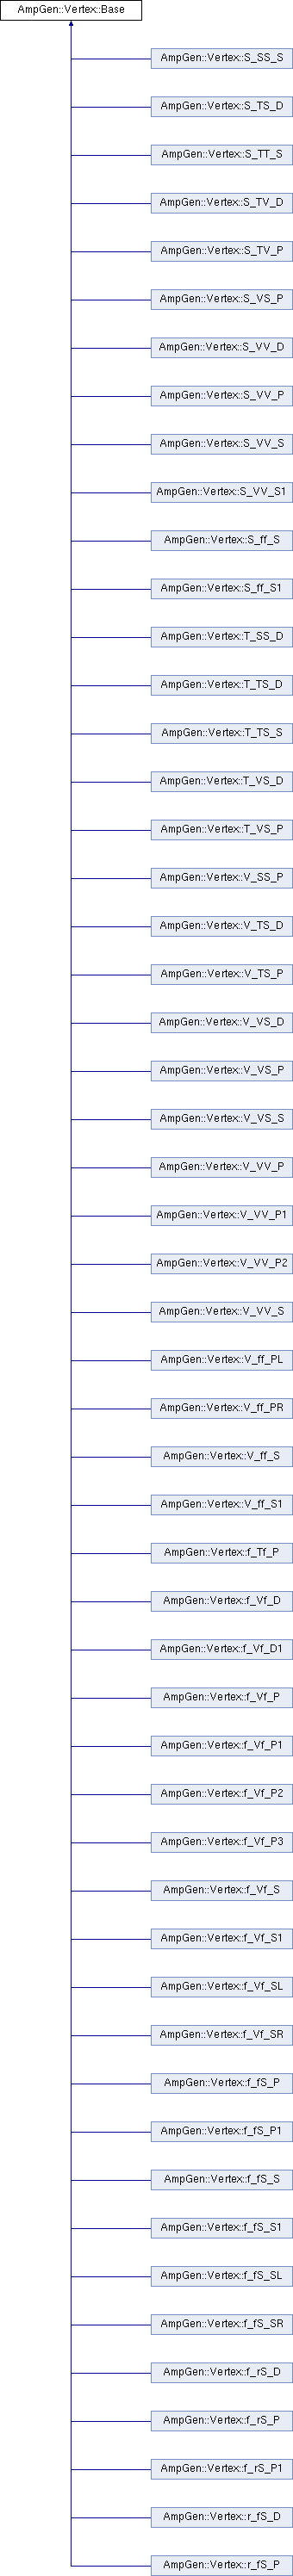 AmpGen::Vertex::Base
AmpGen::Vertex::S_SS_S
AmpGen::Vertex::S_TS_D
AmpGen::Vertex::S_TT_S
AmpGen::Vertex::S_TV_D
AmpGen::Vertex::S_TV_P
AmpGen::Vertex::S_VS_P
AmpGen::Vertex::S_VV_D
AmpGen::Vertex::S_VV_P
AmpGen::Vertex::S_VV_S
AmpGen::Vertex::S_VV_S1
AmpGen::Vertex::S_ff_S
AmpGen::Vertex::S_ff_S1
AmpGen::Vertex::T_SS_D
AmpGen::Vertex::T_TS_D
AmpGen::Vertex::T_TS_S
AmpGen::Vertex::T_VS_D
AmpGen::Vertex::T_VS_P
AmpGen::Vertex::V_SS_P
AmpGen::Vertex::V_TS_D
AmpGen::Vertex::V_TS_P
AmpGen::Vertex::V_VS_D
AmpGen::Vertex::V_VS_P
AmpGen::Vertex::V_VS_S
AmpGen::Vertex::V_VV_P
AmpGen::Vertex::V_VV_P1
AmpGen::Vertex::V_VV_P2
AmpGen::Vertex::V_VV_S
AmpGen::Vertex::V_ff_PL
AmpGen::Vertex::V_ff_PR
AmpGen::Vertex::V_ff_S
AmpGen::Vertex::V_ff_S1
AmpGen::Vertex::f_Tf_P
AmpGen::Vertex::f_Vf_D
AmpGen::Vertex::f_Vf_D1
AmpGen::Vertex::f_Vf_P
AmpGen::Vertex::f_Vf_P1
AmpGen::Vertex::f_Vf_P2
AmpGen::Vertex::f_Vf_P3
AmpGen::Vertex::f_Vf_S
AmpGen::Vertex::f_Vf_S1
AmpGen::Vertex::f_Vf_SL
AmpGen::Vertex::f_Vf_SR
AmpGen::Vertex::f_fS_P
AmpGen::Vertex::f_fS_P1
AmpGen::Vertex::f_fS_S
AmpGen::Vertex::f_fS_S1
AmpGen::Vertex::f_fS_SL
AmpGen::Vertex::f_fS_SR
AmpGen::Vertex::f_rS_D
AmpGen::Vertex::f_rS_P
AmpGen::Vertex::f_rS_P1
AmpGen::Vertex::r_fS_D
AmpGen::Vertex::r_fS_P